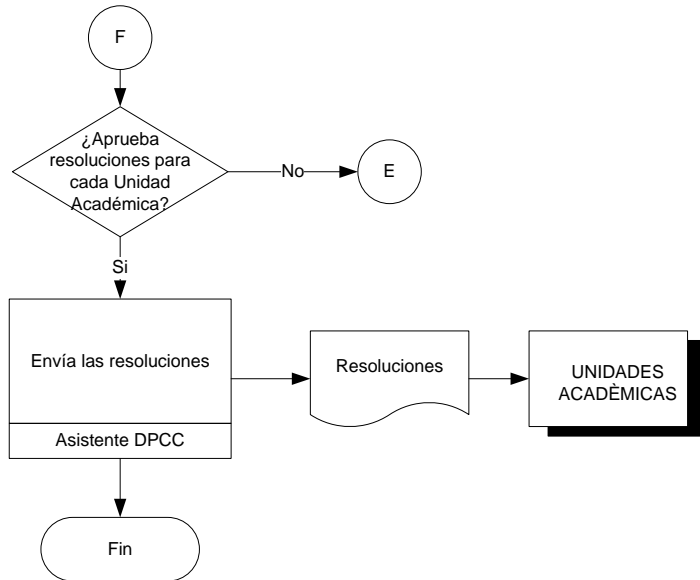 F
¿Aprueba
resoluciones para
cada Unidad
Académica?
No
E
Si
Envía las resoluciones
Resoluciones
UNIDADES
ACADÈMICAS
Asistente DPCC
Fin